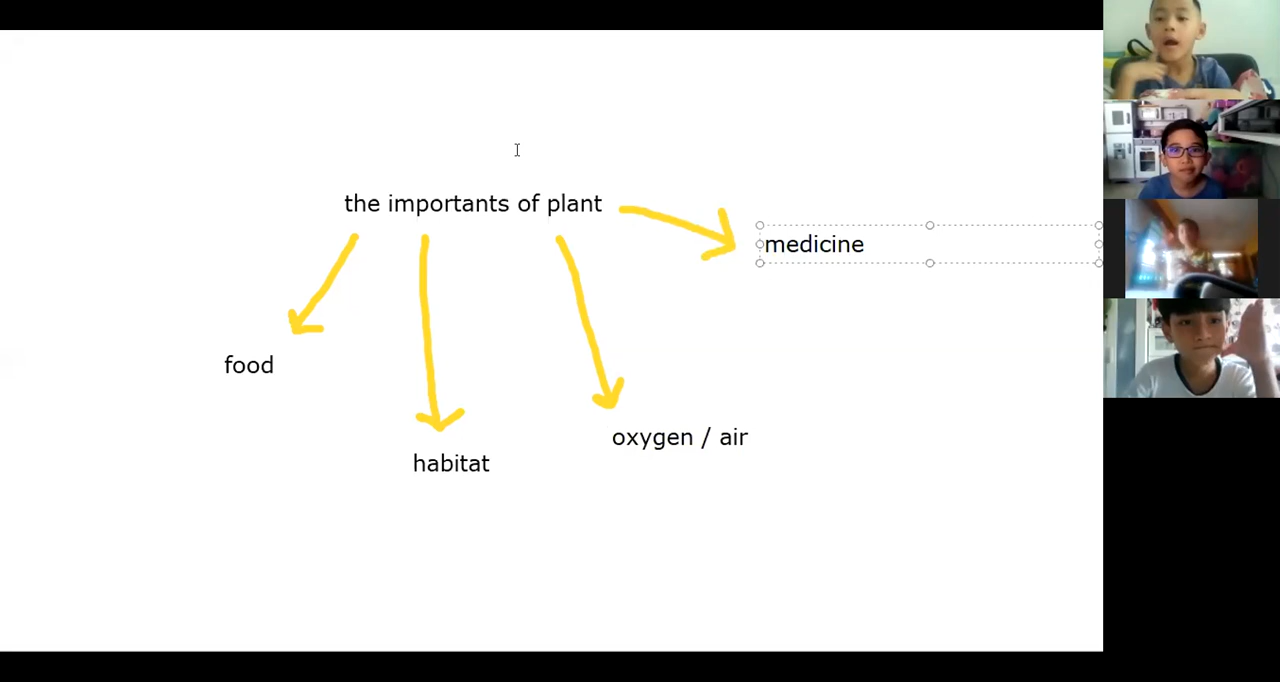 the importants of plant
medicine
food
oxygen / air
habitat